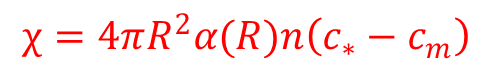 χ = 4πR²α(R)n(c∗ − cₘ)